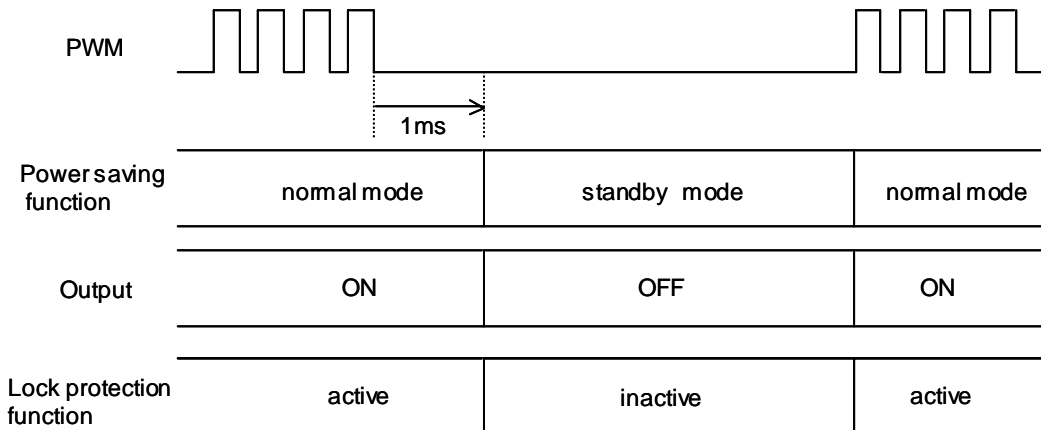 PWM
1ms
Power saving
function
normal mode
standby mode
normal mode
Output
ON
OFF
ON
Lock protection
function
active
inactive
active